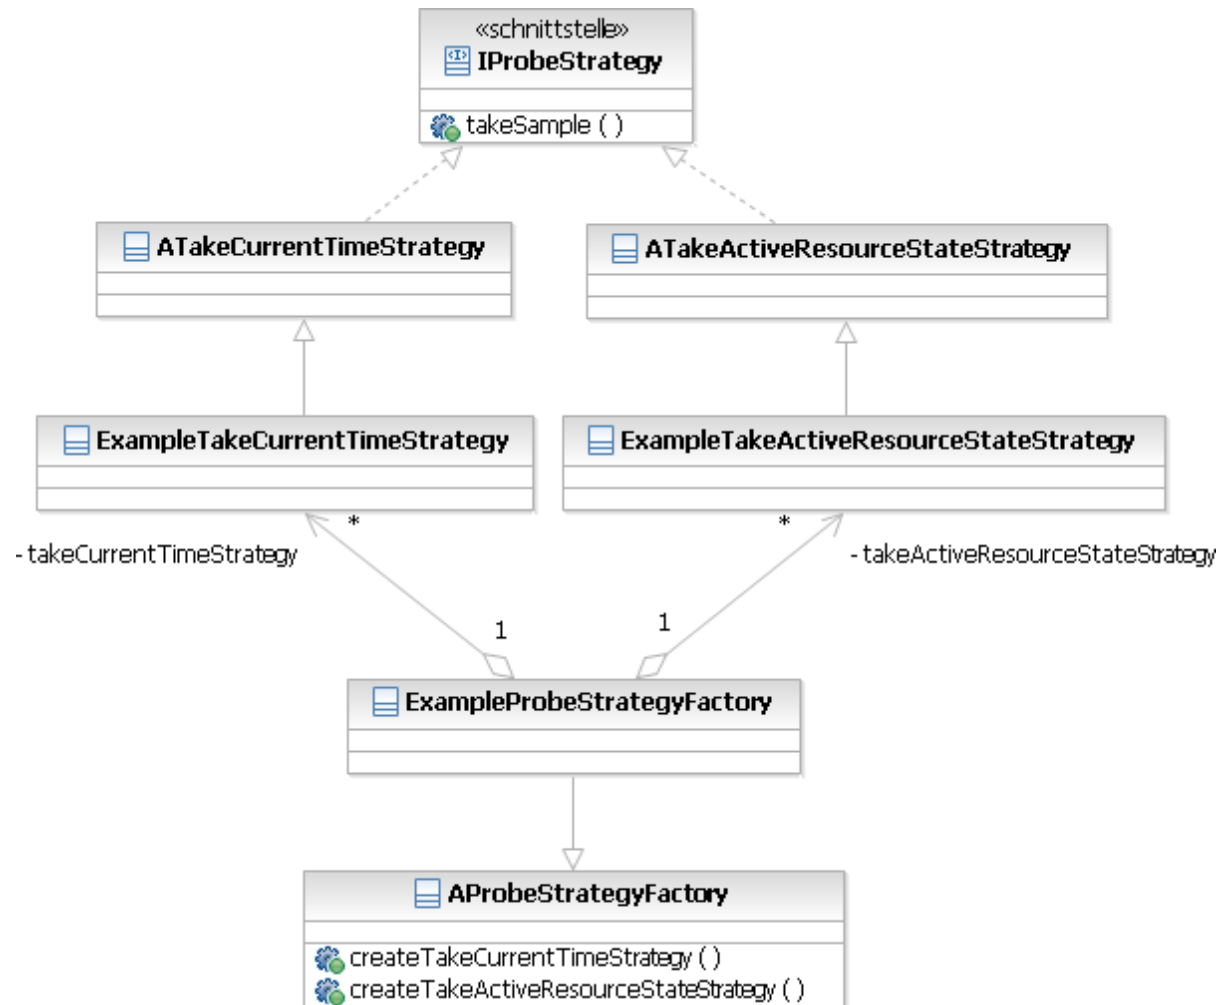 «schnittstelle»
IProbeStrategy
takeSample ( )
ATakeCurrentTimeStrategy
ATakeActiveResourceStateStrategy
ExampleTakeCurrentTimeStrategy
ExampleTakeActiveResourceStateStrategy
*
*
- takeCurrentTimeStrategy
- takeActiveResourceStateStrategy
1
1
ExampleProbeStrategyFactory
AProbeStrategyFactory
createTakeCurrentTimeStrategy ( )
createTakeActiveResourceStateStrategy ( )